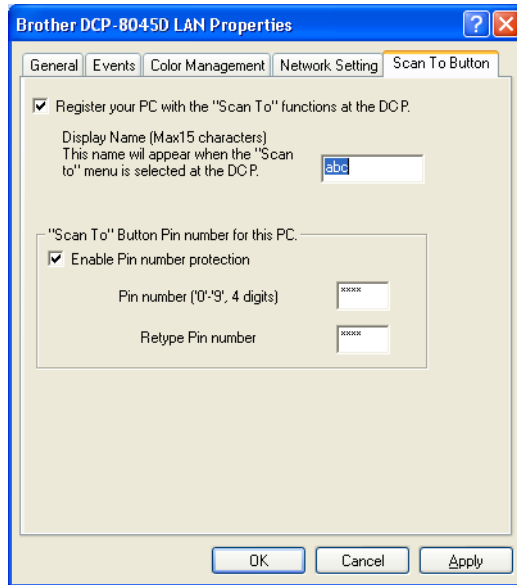 Brother DCP-8045D LAN Properties
General Events Color Management Network Setting Scan To Button
Register your PC with the "Scan To" functions at the DCP.
Display Name (Max15 characters)
This name will appear when the "Scan
to" menu is selected at the DCP.
abc
"Scan To" Button Pin number for this PC.
Enable Pin number protection
Pin number ('0'-'9', 4 digits)
****
Retype Pin number
****
OK Cancel Apply